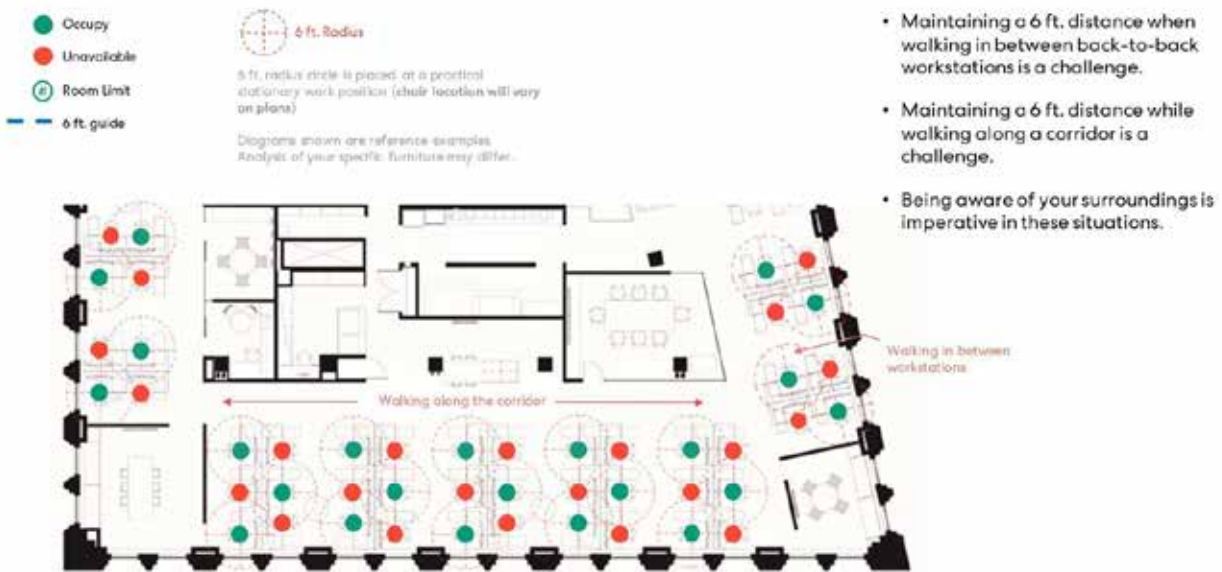 Occupy
Unavailable
Room Limit
6 ft. guide
6 ft. Radius
6 ft. radius circle is placed at a practical
stationary work position (chair location will vary
on plans)
Diagrams shown are reference examples
Analysis of your specific furniture may differ.
• Maintaining a 6 ft. distance when
walking in between back-to-back
workstations is a challenge.
• Maintaining a 6 ft. distance while
walking along a corridor is a
challenge.
• Being aware of your surroundings is
imperative in these situations.
Walking in between
workstations
Walking along the corridor